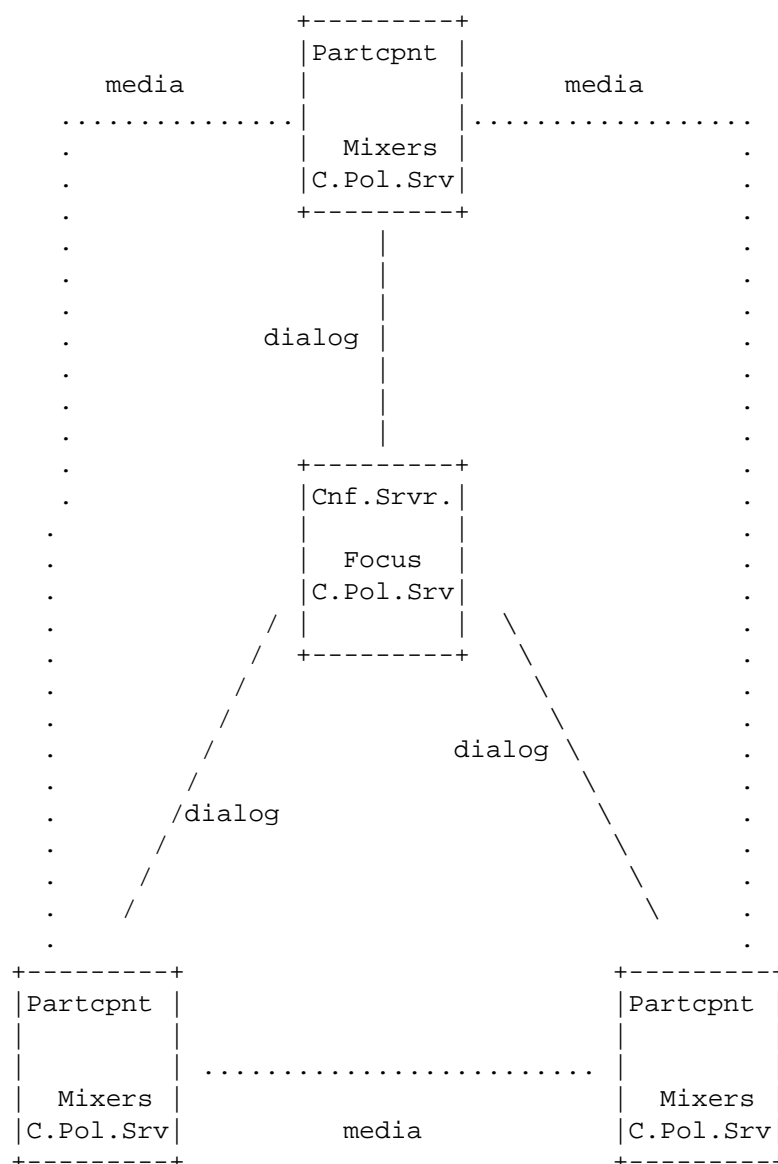 Partcpnt
media media
Mixers
C.Pol.Srv
dialog
Cnf.Srvr.
Focus
C.Pol.Srv
dialog
dialog
Partcpnt Partcpnt
Mixers Mixers
C.Pol.Srv media C.Pol.Srv